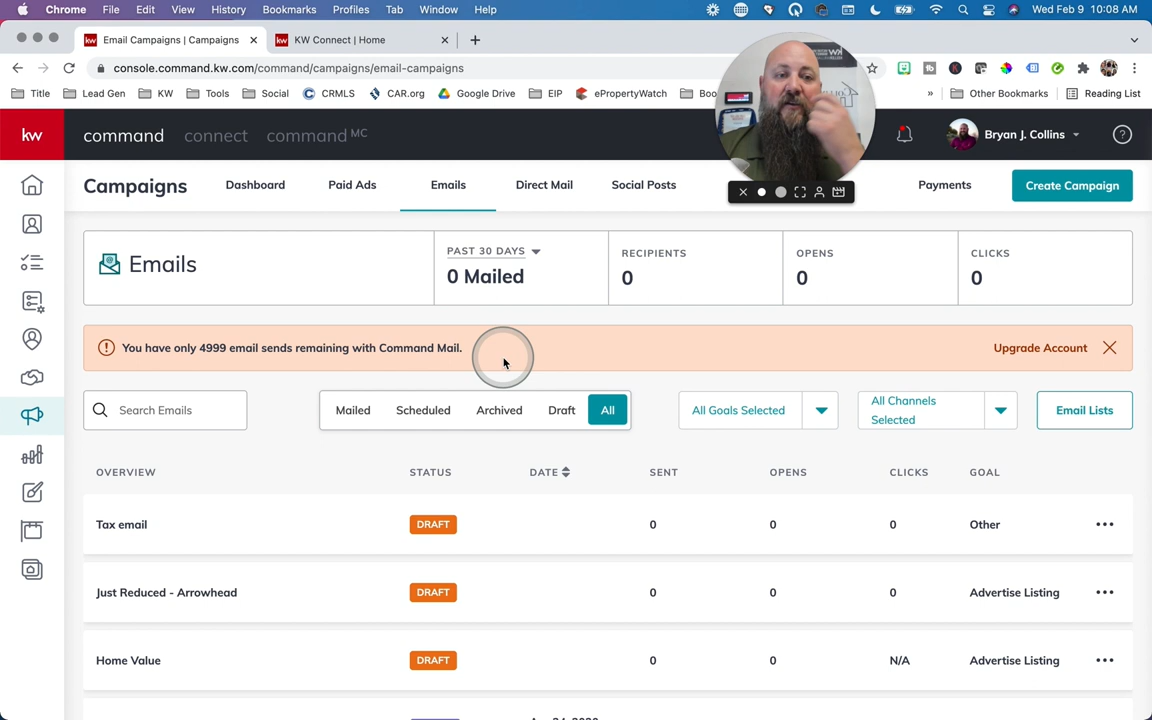 Chrome File Edit View History Bookmarks Profiles Tab Window Help Wed Feb 9 10:08 AM
kw Email Campaigns | Campaigns kw KW Connect | Home
console.command.kw.com/command/campaigns/email-campaigns
Title Lead Gen KW Tools Social CRMLS CAR.org Google Drive EIP ePropertyWatch Boo » Other Bookmarks Reading List
kw command connect command MC Bryan J. Collins
Campaigns Dashboard Paid Ads Emails Direct Mail Social Posts Payments Create Campaign
Emails
PAST 30 DAYS
0 Mailed
RECIPIENTS
0
OPENS
0
CLICKS
0
You have only 4999 email sends remaining with Command Mail. Upgrade Account
Search Emails Mailed Scheduled Archived Draft All All Goals Selected
All Channels
Selected
Email Lists
OVERVIEW STATUS DATE SENT OPENS CLICKS GOAL
Tax email DRAFT 0 0 0 Other
Just Reduced - Arrowhead DRAFT 0 0 0 Advertise Listing
Home Value DRAFT 0 0 N/A Advertise Listing